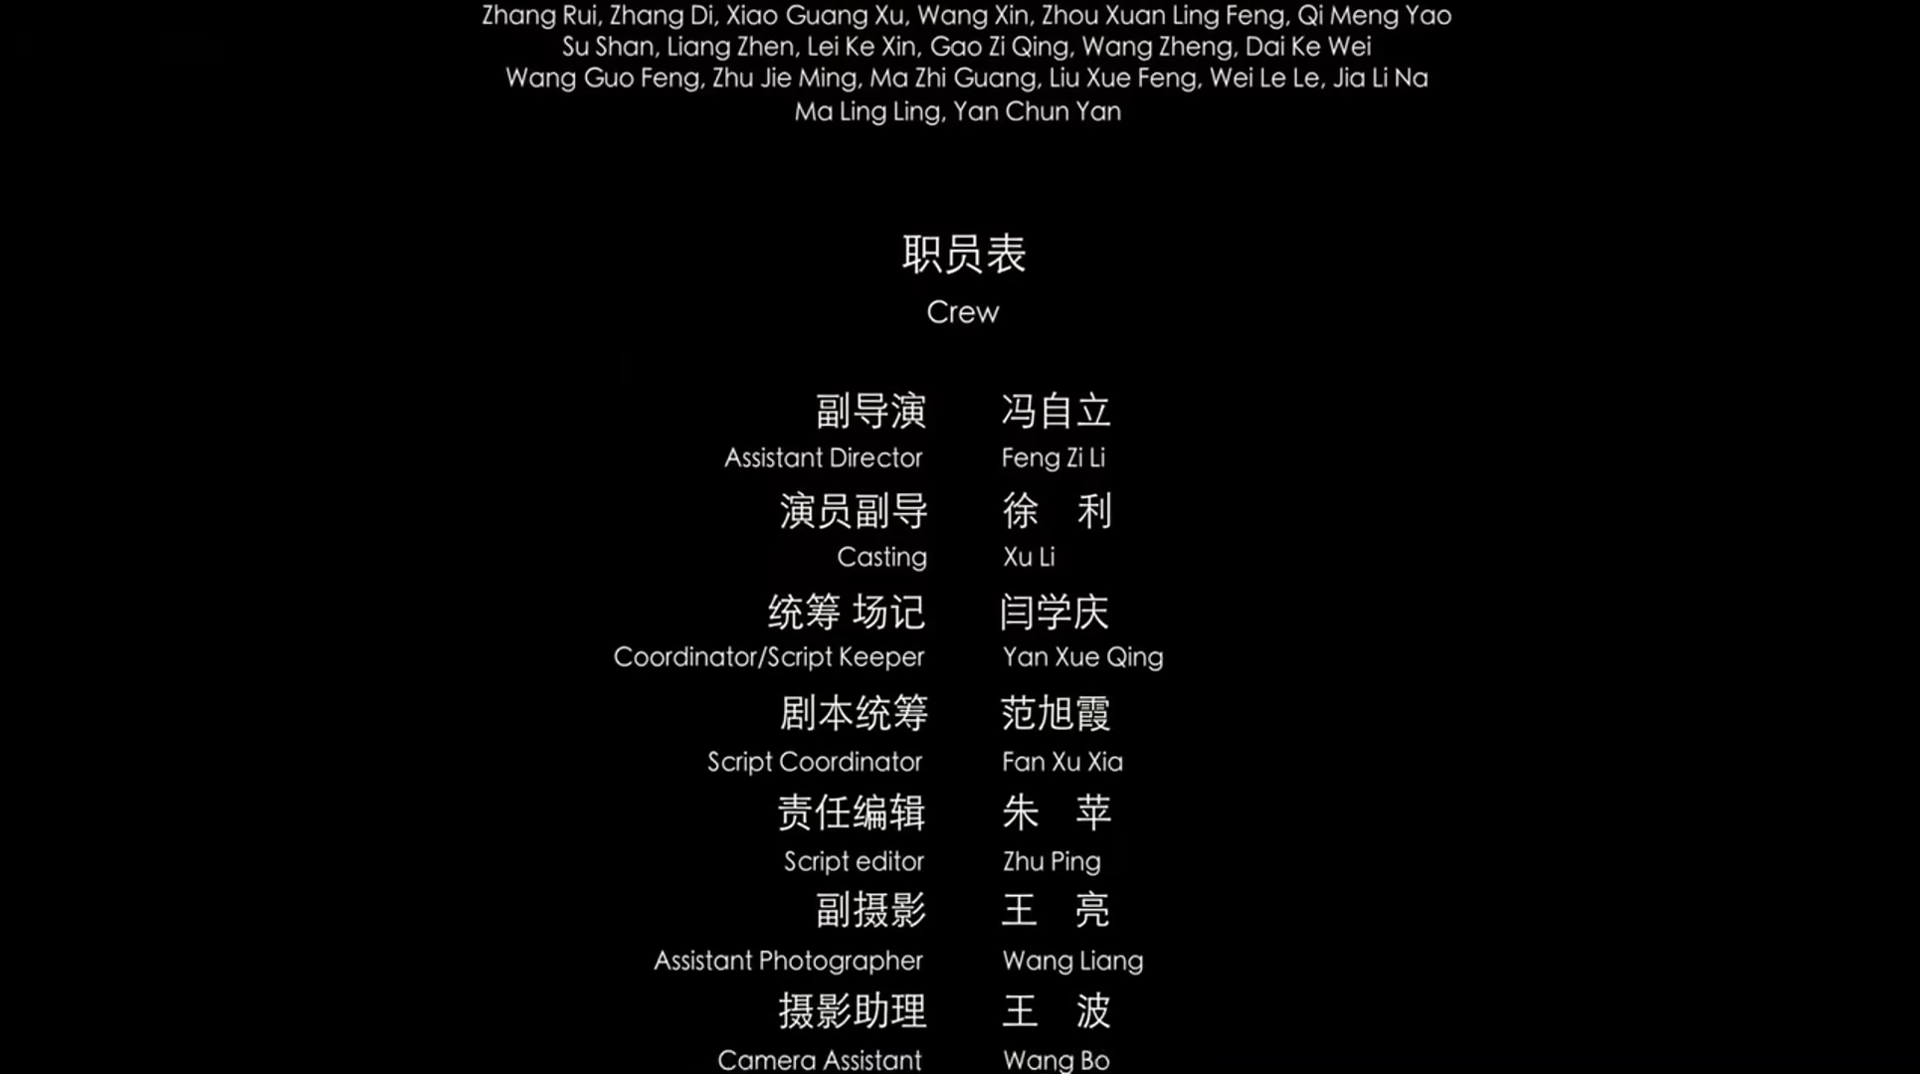 Zhang Rui, Zhang Di, Xiao Guang Xu, Wang Xin, Zhou Xuan Ling Feng, Qi Meng Yao
Su Shan, Liang Zhen, Lei Ke Xin, Gao Zi Qing, Wang Zheng, Dai Ke Wei
Wang Guo Feng, Zhu Jie Ming, Ma Zhi Guang, Liu Xue Feng, Wei Le Le, Jia Li Na
Ma Ling Ling, Yan Chun Yan
职员表
Crew
副导演 冯自立
Assistant Director Feng Zi Li
演员副导 徐 利
Casting Xu Li
统筹 场记 闫学庆
Coordinator/Script Keeper Yan Xue Qing
剧本统筹 范旭霞
Script Coordinator Fan Xu Xia
责任编辑 朱 苹
Script editor Zhu Ping
副摄影 王 亮
Assistant Photographer Wang Liang
摄影助理 王 波
Camera Assistant Wang Bo